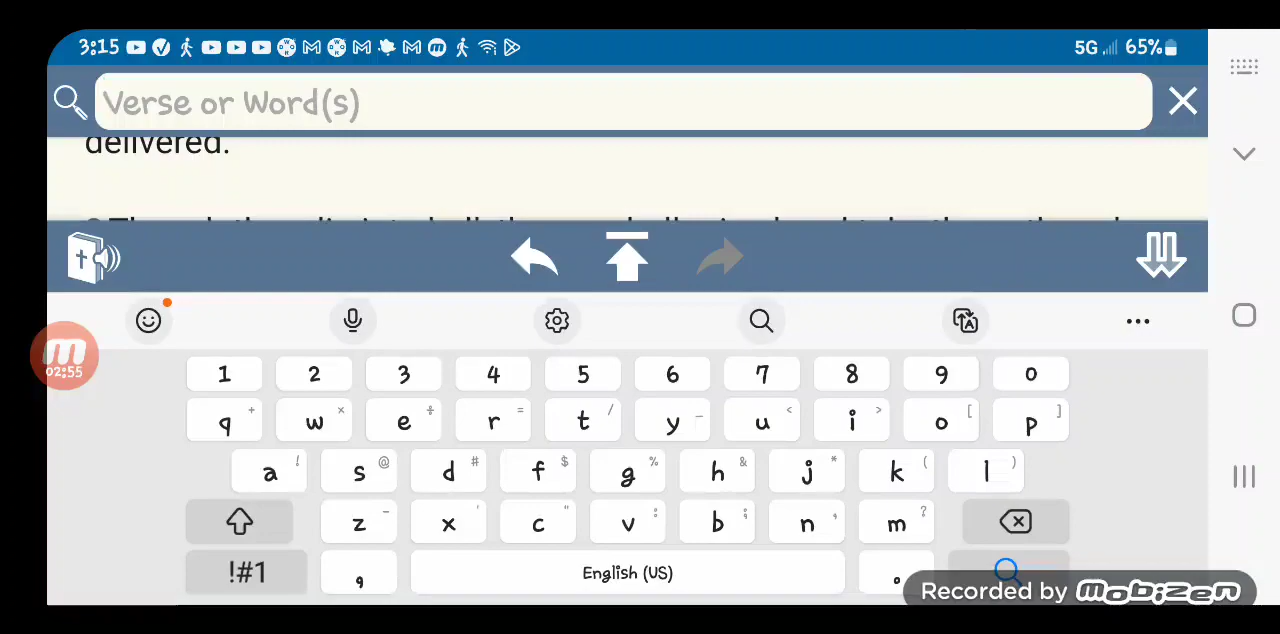 3:15 5G 65%
Verse or Word(s)
delivered.
02:55
1 2 3 4 5 6 7 8 9 0
q + w × e ÷ r = t / y _ u < i > o [ p ]
a ! s @ d # f $ g % h & j * k ( l )
z - x ' c " v : b ; n , m ?
!#1 , English (US) .
Recorded by mobizen